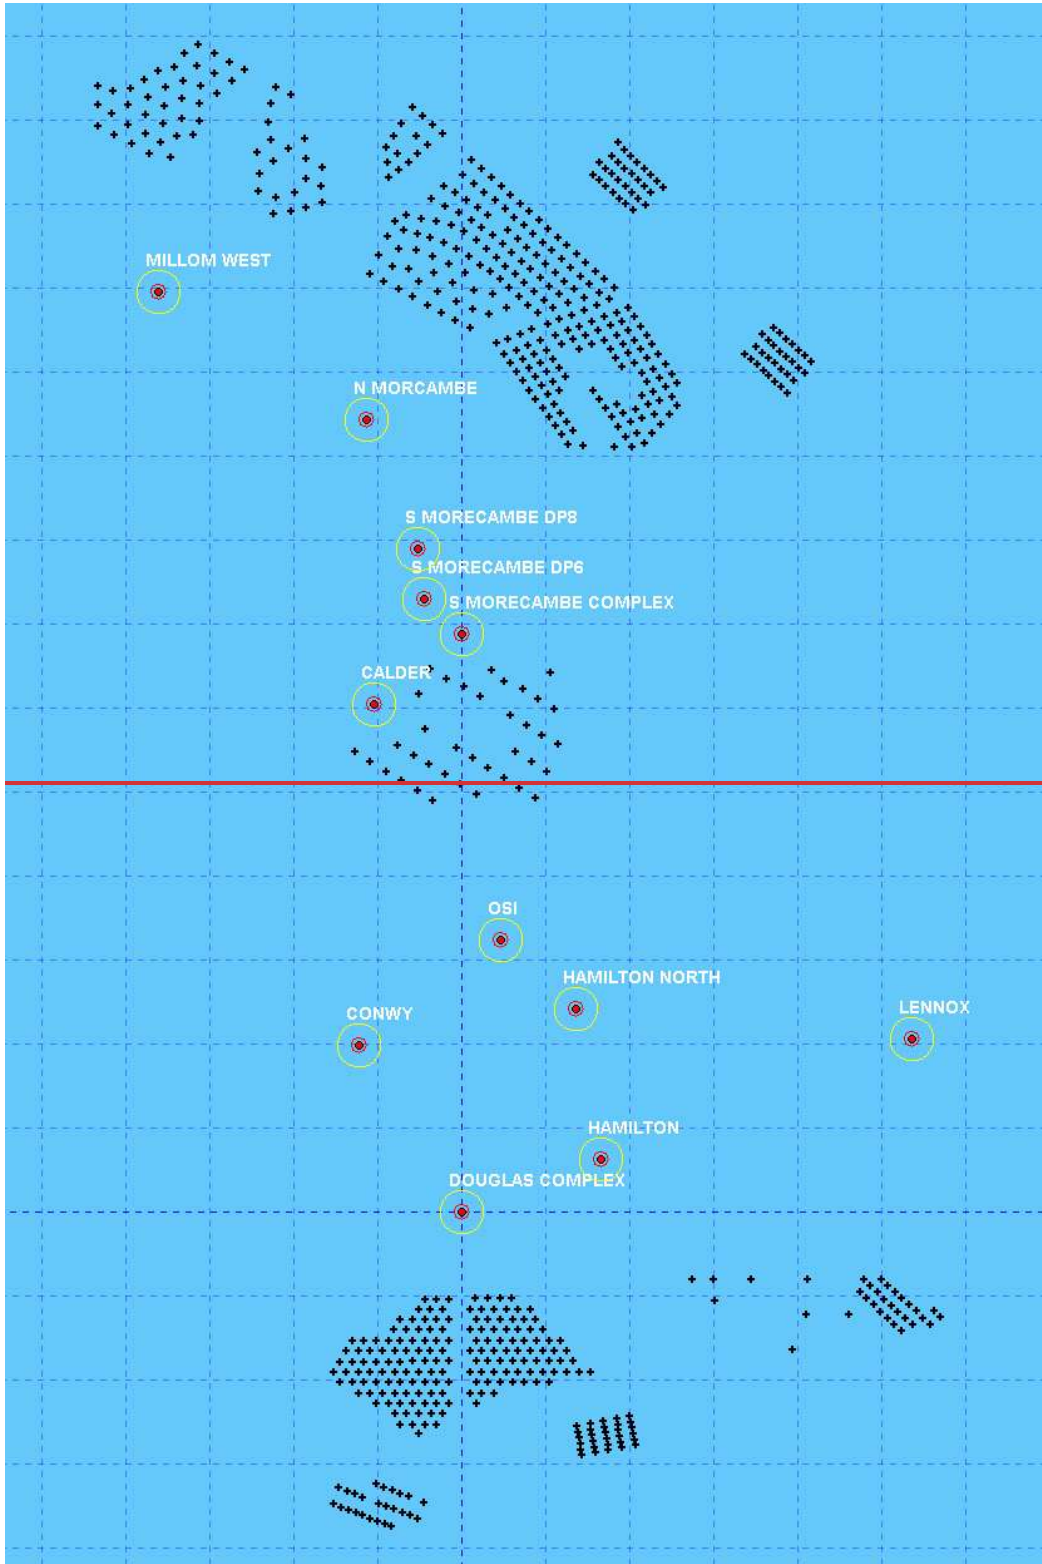 MILLOM WEST
N MORCAMBE
S MORECAMBE DP8
S MORECAMBE DP6
S MORECAMBE COMPLEX
CALDER
OSI
HAMILTON NORTH
LENNOX
CONWY
HAMILTON
DOUGLAS COMPLEX